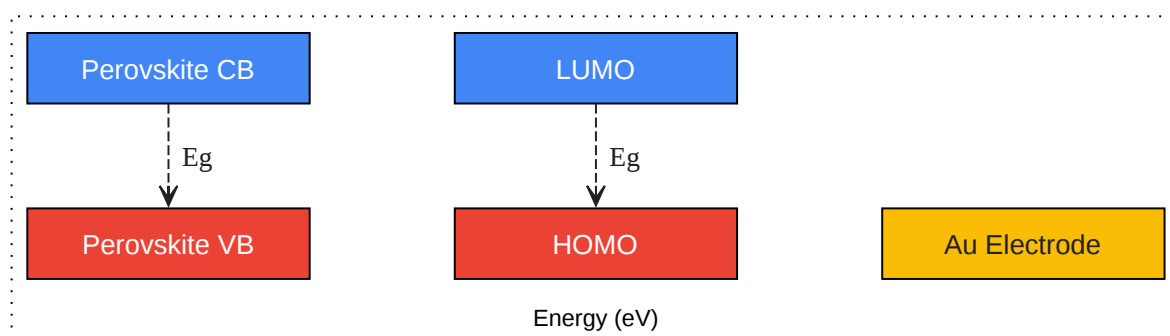 Perovskite CB
LUMO
Eg
Eg
Perovskite VB
HOMO
Au Electrode
Energy (eV)